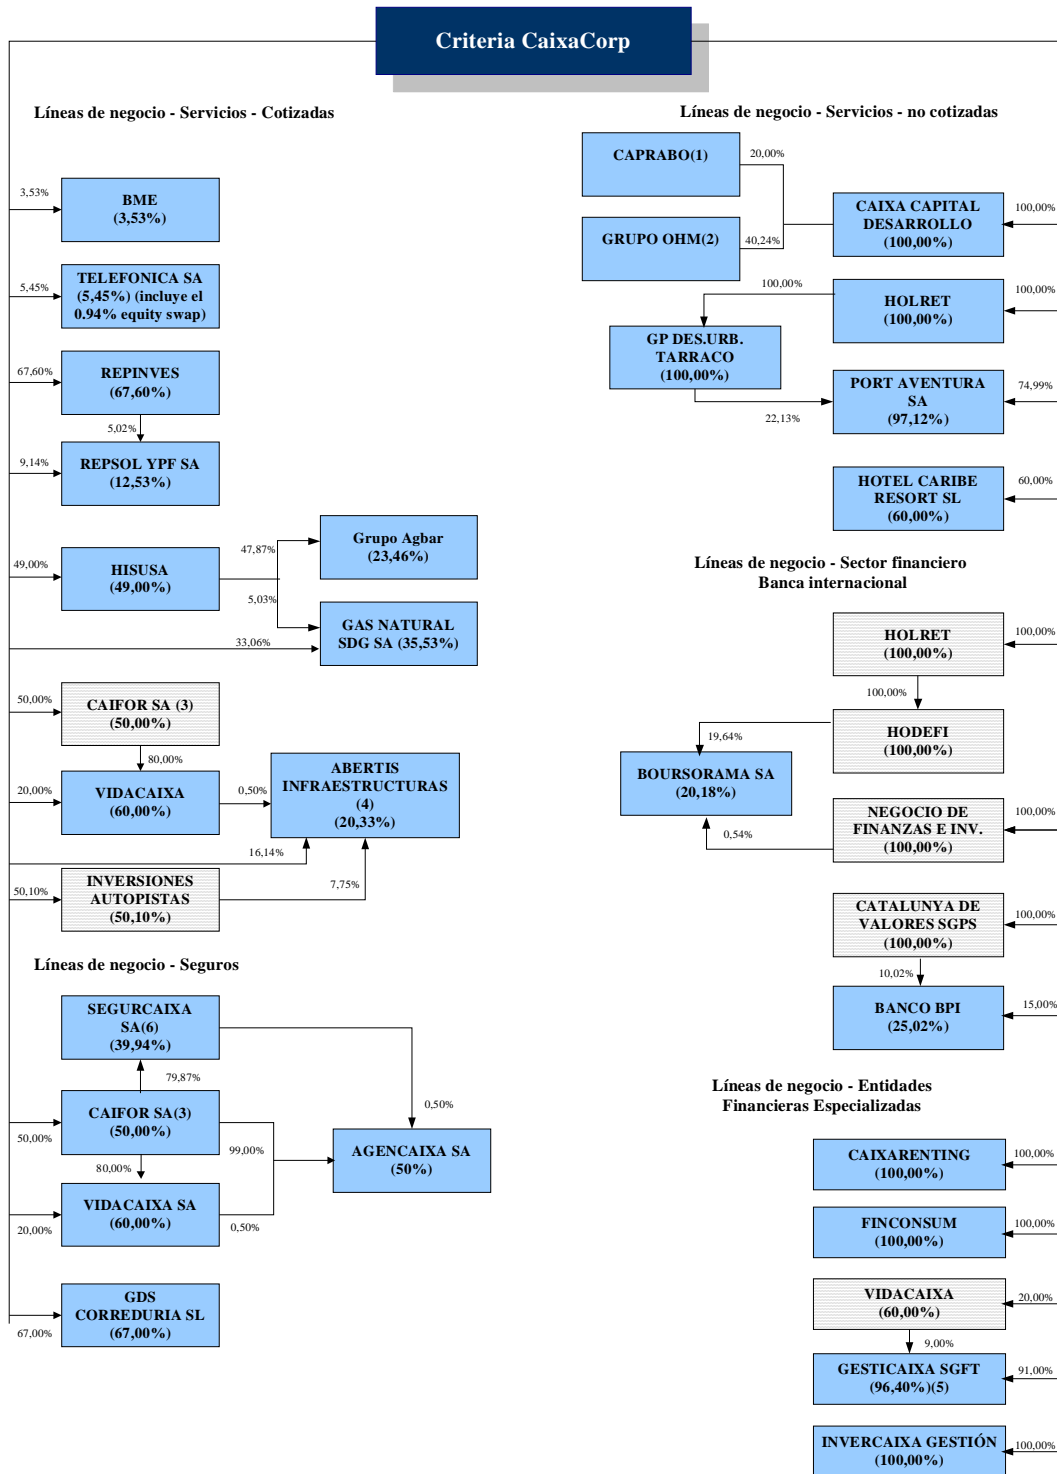 Criteria CaixaCorp
Líneas de negocio - Servicios - Cotizadas
3,53%
BME
(3,53%)
5,45%
TELEFONICA SA
(5,45%) (incluye el
0.94% equity swap)
67,60%
REPINVES
(67,60%)
5,02%
9,14%
REPSOL YPF SA
(12,53%)
49,00%
HISUSA
(49,00%)
47,87%
Grupo Agbar
(23,46%)
5,03%
GAS NATURAL
SDG SA (35,53%)
33,06%
50,00%
CAIFOR SA (3)
(50,00%)
80,00%
20,00%
VIDACAIXA
(60,00%)
0,50%
ABERTIS
INFRAESTRUCTURAS
(4)
(20,33%)
16,14%
50,10%
INVERSIONES
AUTOPISTAS
(50,10%)
7,75%
Líneas de negocio - Seguros
SEGURCAIXA
SA(6)
(39,94%)
79,87%
0,50%
CAIFOR SA(3)
(50,00%)
50,00%
99,00%
AGENCAIXA SA
(50%)
80,00%
VIDACAIXA SA
(60,00%)
20,00%
0,50%
GDS
CORREDURIA SL
(67,00%)
67,00%
Líneas de negocio - Servicios - no cotizadas
CAPRABO(1)
20,00%
GRUPO OHM(2)
40,24%
CAIXA CAPITAL
DESARROLLO
(100,00%)
100,00%
100,00%
HOLRET
(100,00%)
100,00%
GP DES.URB.
TARRACO
(100,00%)
22,13%
PORT AVENTURA
SA
(97,12%)
74,99%
HOTEL CARIBE
RESORT SL
(60,00%)
60,00%
Líneas de negocio - Sector financiero
Banca internacional
HOLRET
(100,00%)
100,00%
100,00%
HODEFI
(100,00%)
19,64%
BOURSORAMA SA
(20,18%)
0,54%
NEGOCIO DE
FINANZAS E INV.
(100,00%)
100,00%
CATALUNYA DE
VALORES SGPS
(100,00%)
100,00%
10,02%
BANCO BPI
(25,02%)
15,00%
Líneas de negocio - Entidades
Financieras Especializadas
CAIXARENTING
(100,00%)
100,00%
FINCONSUM
(100,00%)
100,00%
VIDACAIXA
(60,00%)
20,00%
9,00%
GESTICAIXA SGFT
(96,40%)(5)
91,00%
INVERCAIXA GESTIÓN
(100,00%)
100,00%